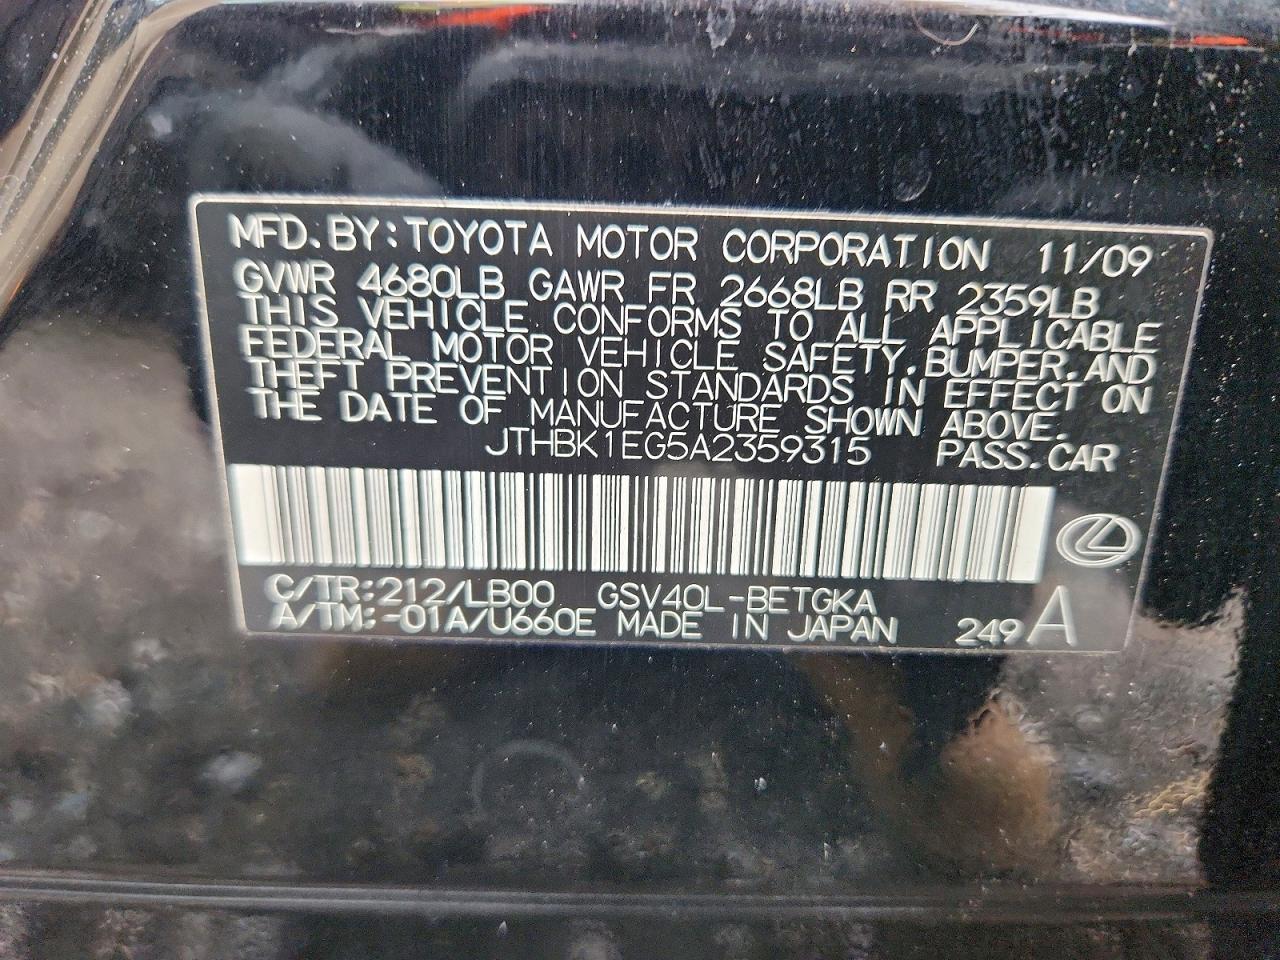 MFD. BY: TOYOTA MOTOR CORPORATION 11/09
GVWR 4680LB GAWR FR 2668LB RR 2359LB
THIS VEHICLE CONFORMS TO ALL APPLICABLE
FEDERAL MOTOR VEHICLE SAFETY, BUMPER, AND
THEFT PREVENTION STANDARDS IN EFFECT ON
THE DATE OF MANUFACTURE SHOWN ABOVE.
JTHBK1EG5A2359315 PASS. CAR
C/TR: 212/LB00 GSV40L-BETGKA
A/TM: -01A/U660E MADE IN JAPAN 249 A